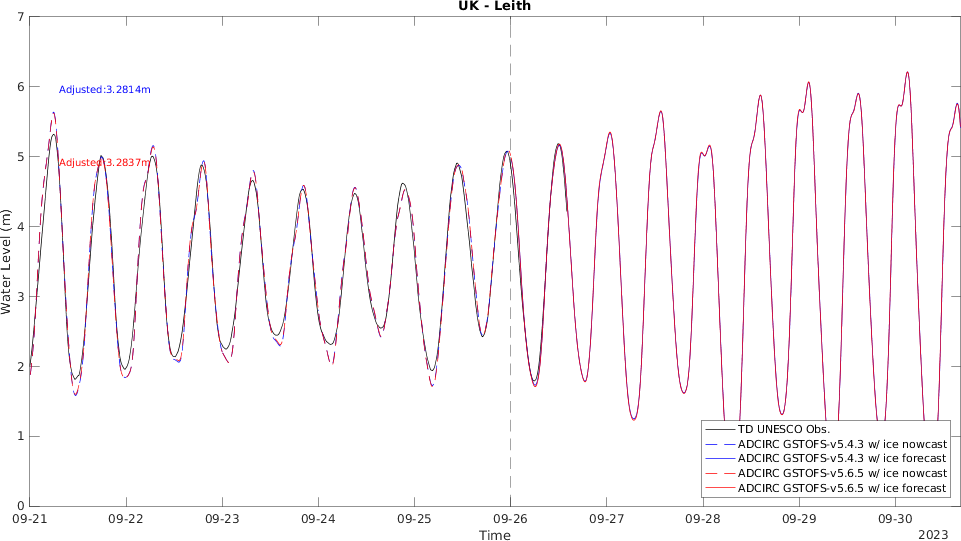 UK - Leith
7
6
5
4
3
2
1
0
Water Level (m)
Adjusted:3.2814m
Adjusted:3.2837m
TD UNESCO Obs.
ADCIRC GSTOFS-v5.4.3 w/ ice nowcast
ADCIRC GSTOFS-v5.4.3 w/ ice forecast
ADCIRC GSTOFS-v5.6.5 w/ ice nowcast
ADCIRC GSTOFS-v5.6.5 w/ ice forecast
09-21 09-22 09-23 09-24 09-25 09-26 09-27 09-28 09-29 09-30
Time
2023